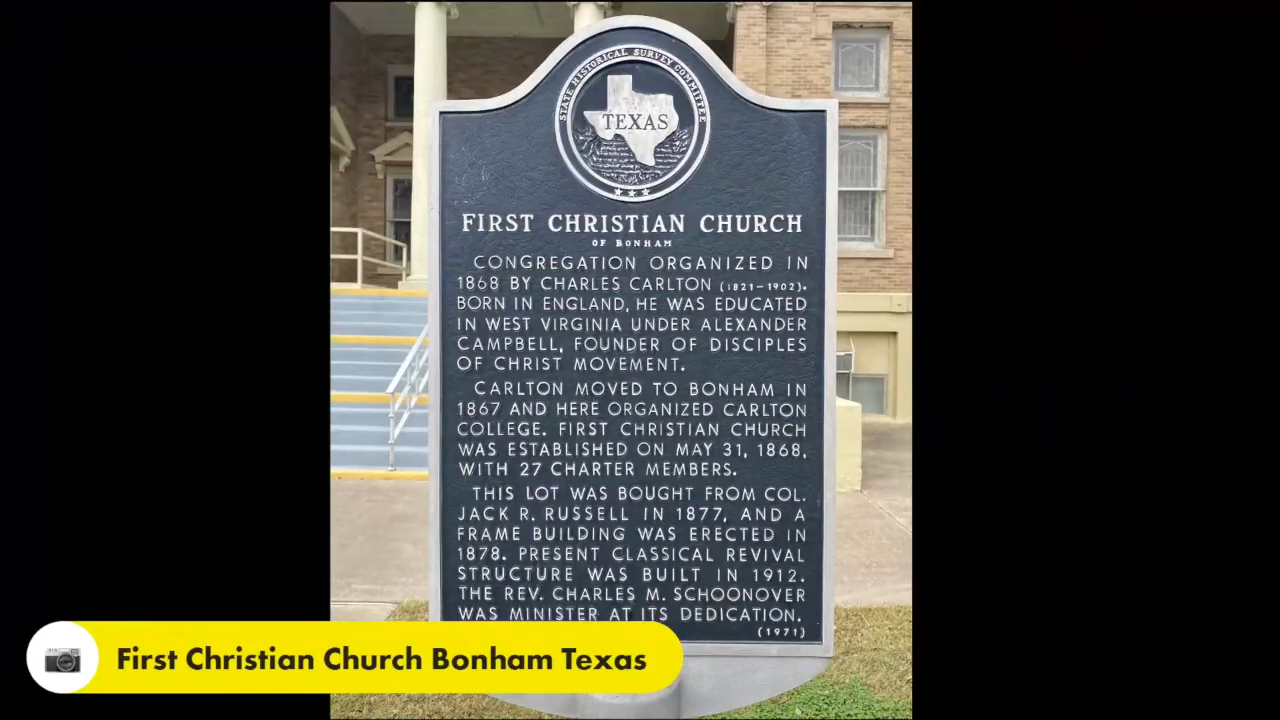 STATE HISTORICAL SURVEY COMMITTEE
TEXAS
FIRST CHRISTIAN CHURCH
OF BONHAM
CONGREGATION ORGANIZED IN
1868 BY CHARLES CARLTON (1821-1902).
BORN IN ENGLAND, HE WAS EDUCATED
IN WEST VIRGINIA UNDER ALEXANDER
CAMPBELL, FOUNDER OF DISCIPLES
OF CHRIST MOVEMENT.
CARLTON MOVED TO BONHAM IN
1867 AND HERE ORGANIZED CARLTON
COLLEGE. FIRST CHRISTIAN CHURCH
WAS ESTABLISHED ON MAY 31, 1868,
WITH 27 CHARTER MEMBERS.
THIS LOT WAS BOUGHT FROM COL.
JACK R. RUSSELL IN 1877, AND A
FRAME BUILDING WAS ERECTED IN
1878. PRESENT CLASSICAL REVIVAL
STRUCTURE WAS BUILT IN 1912.
THE REV. CHARLES M. SCHOONOVER
WAS MINISTER AT ITS DEDICATION.
(1971)
First Christian Church Bonham Texas